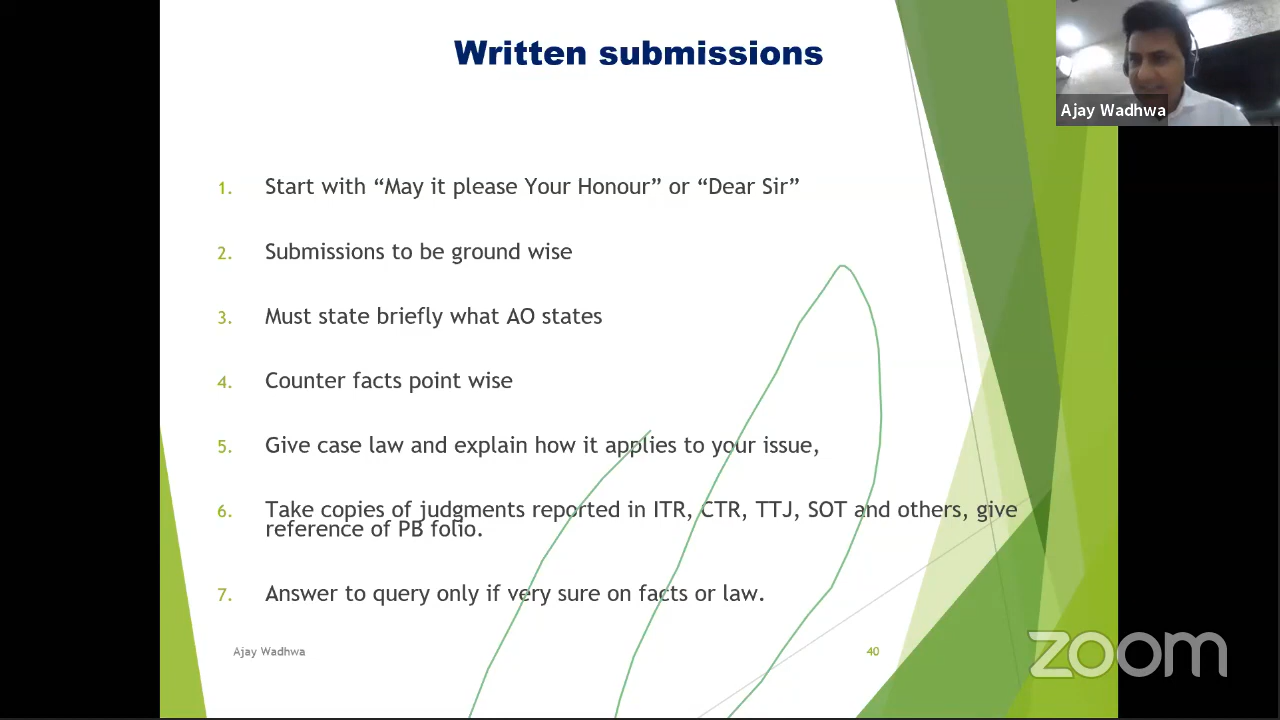 Written submissions
Ajay Wadhwa
1. Start with “May it please Your Honour” or “Dear Sir”
2. Submissions to be ground wise
3. Must state briefly what AO states
4. Counter facts point wise
5. Give case law and explain how it applies to your issue,
6. Take copies of judgments reported in ITR, CTR, TTJ, SOT and others, give
reference of PB folio.
7. Answer to query only if very sure on facts or law.
Ajay Wadhwa
40
zoom